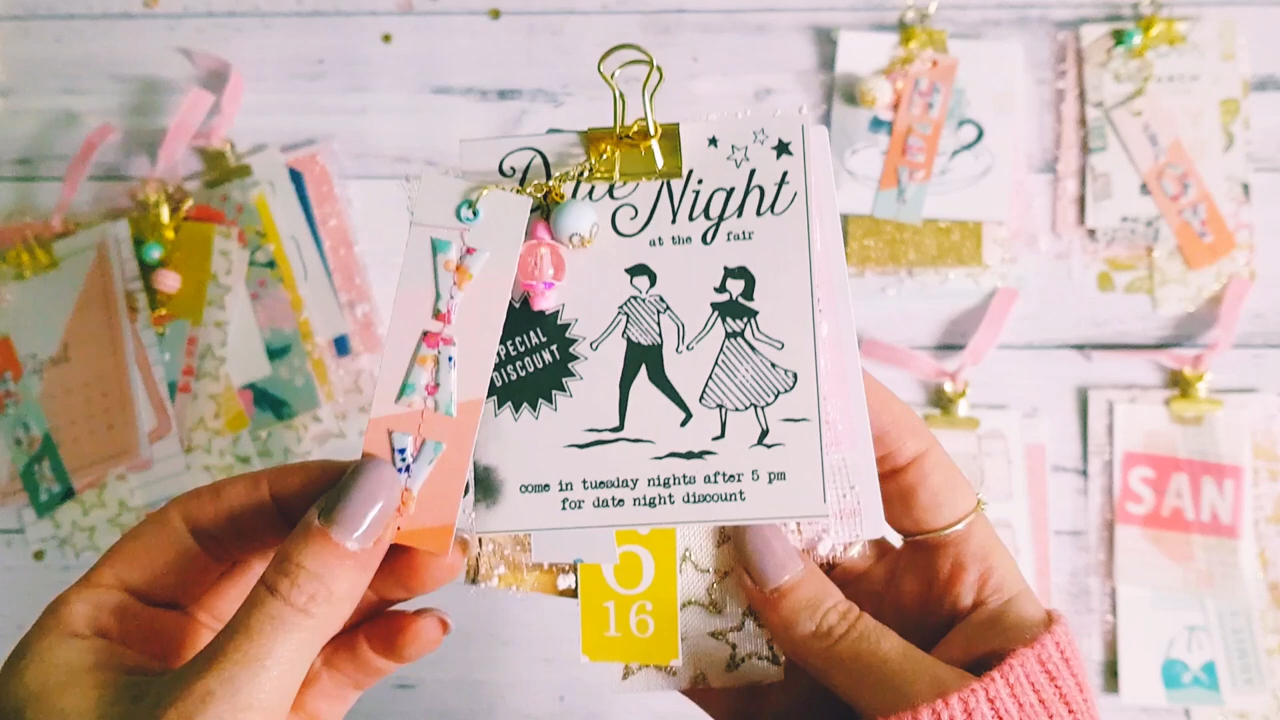 Date Night
at the fair
SPECIAL
DISCOUNT
come in tuesday nights after 5 pm
for date night discount
6
16
SAN